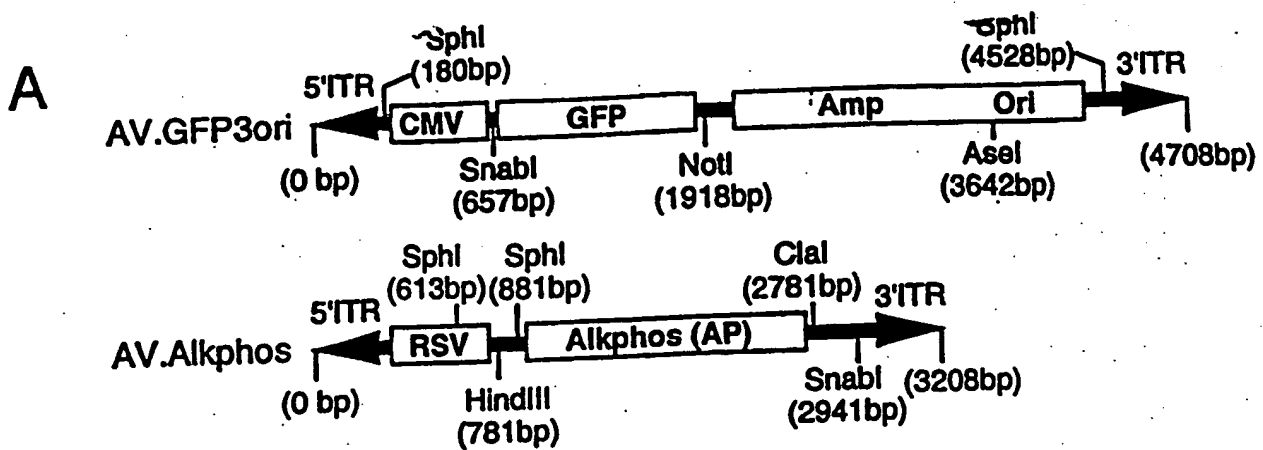 A
SphI
(180bp)
SphI
(4528bp)
5'ITR
3'ITR
AV.GFP3ori
CMV
GFP
Amp
Ori
(0 bp)
SnabI
(657bp)
NotI
(1918bp)
AseI
(3642bp)
(4708bp)
SphI
(613bp)
SphI
(881bp)
ClaI
(2781bp)
5'ITR
3'ITR
AV.Alkphos
RSV
Alkphos (AP)
(0 bp)
HindIII
(781bp)
SnabI
(2941bp)
(3208bp)